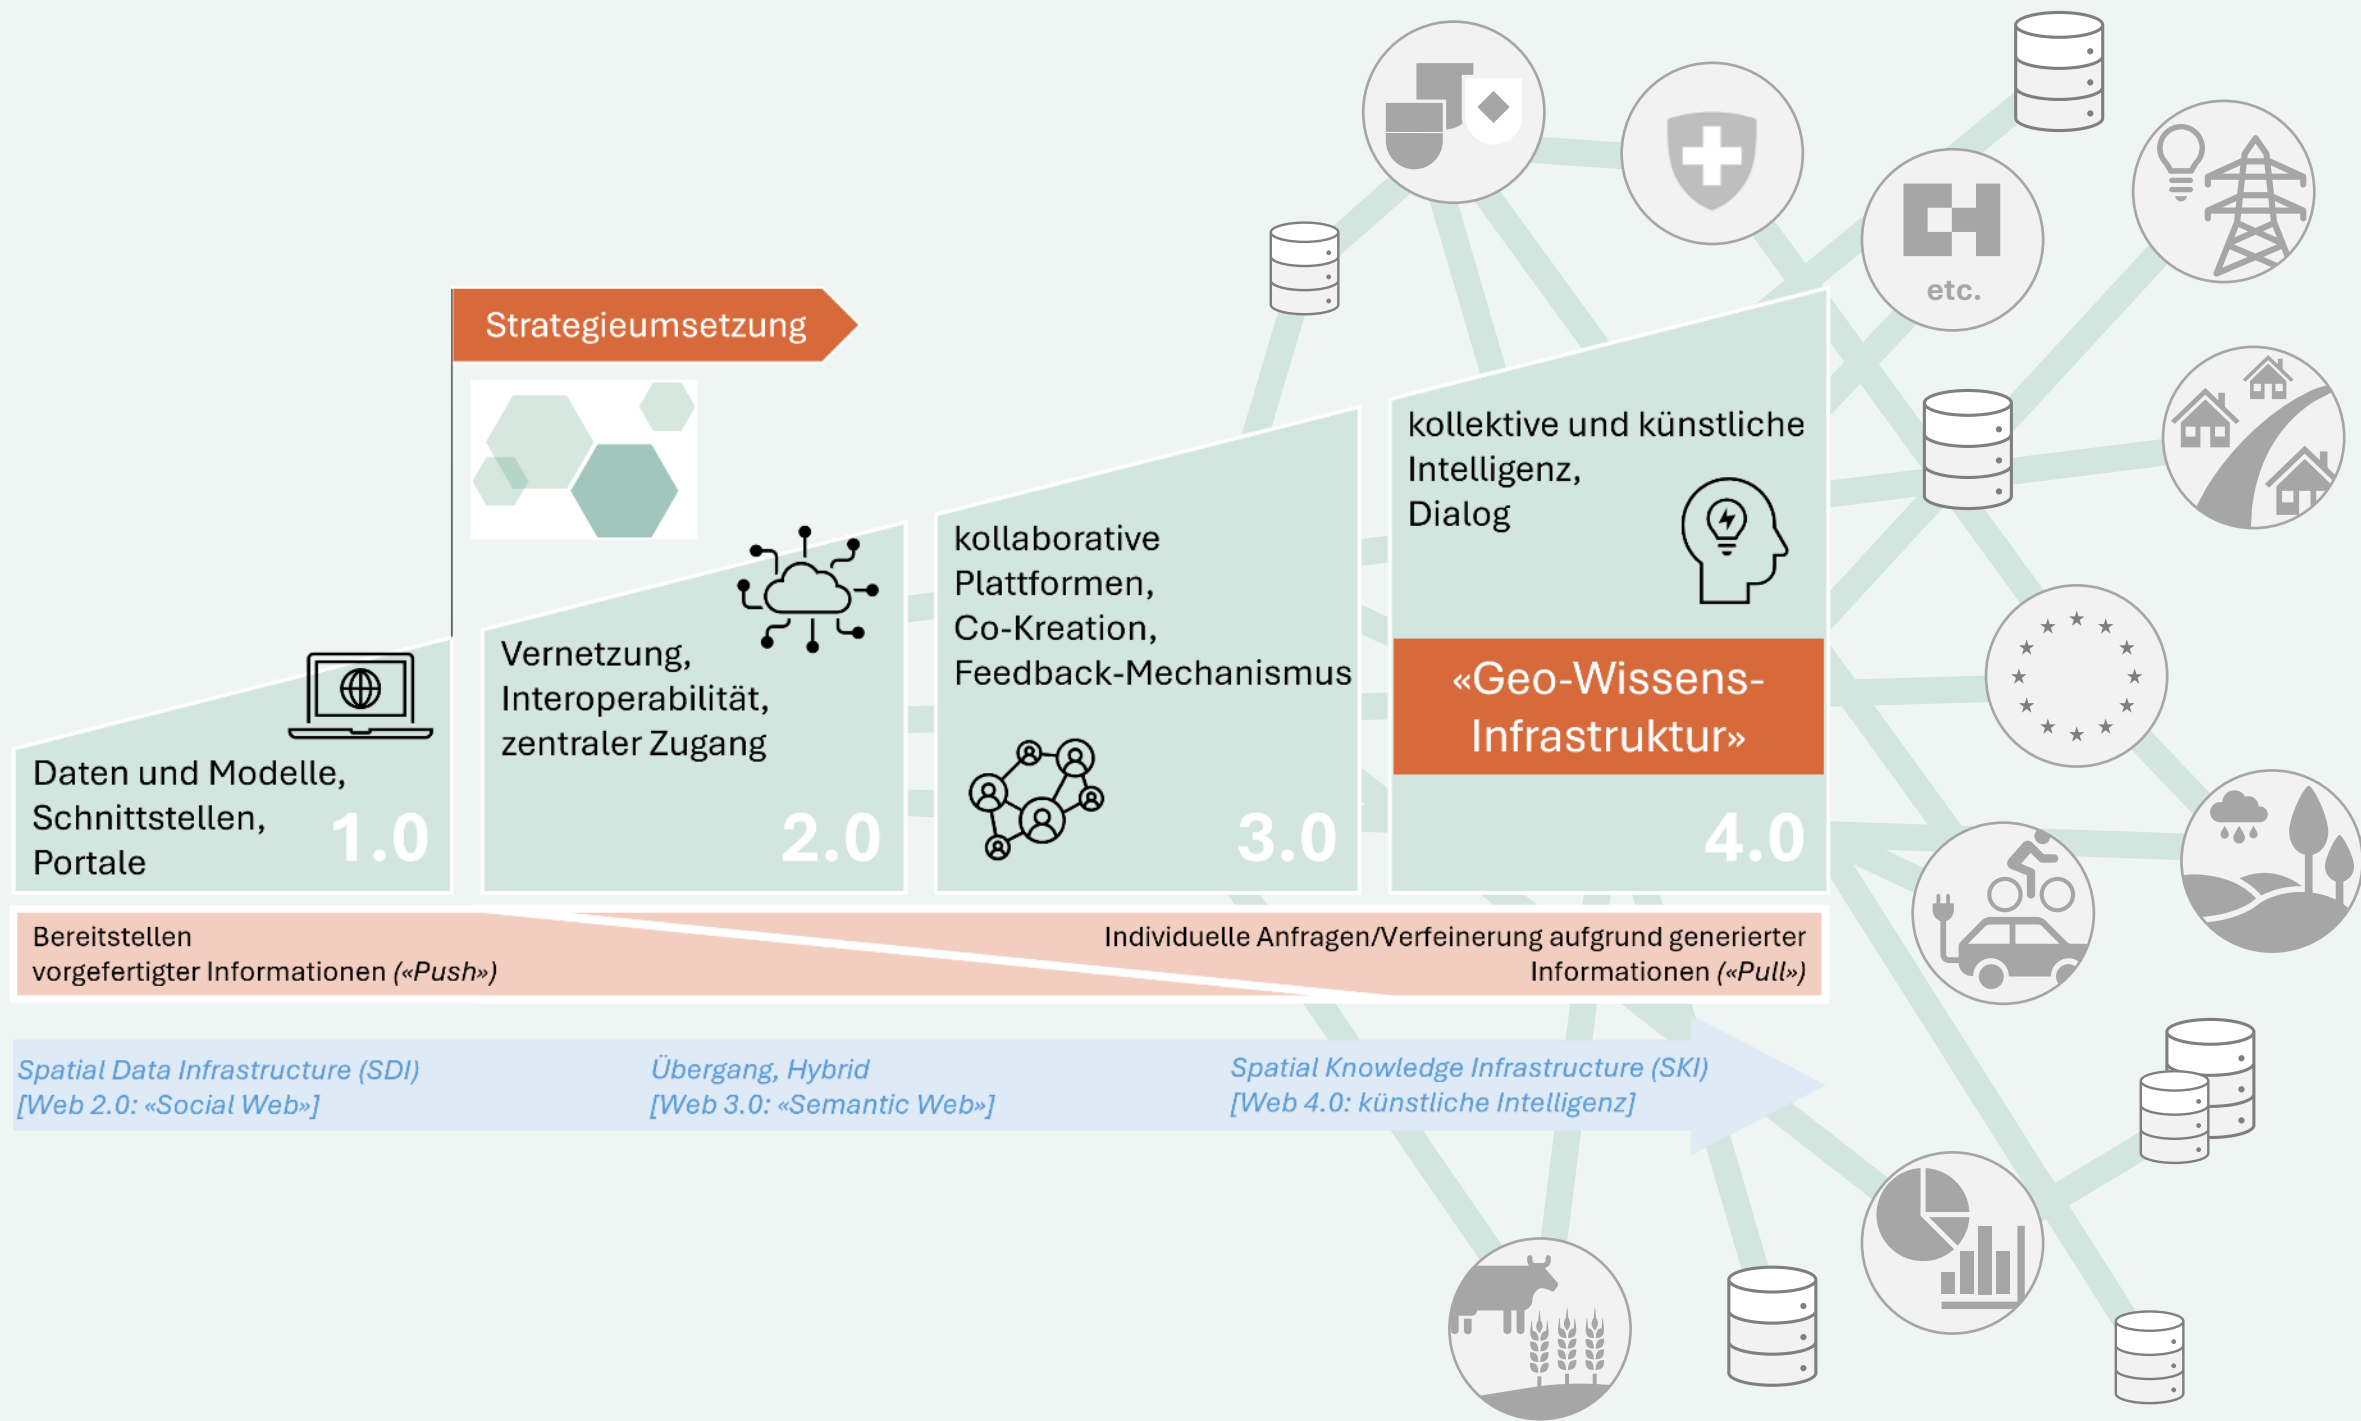 etc.
Strategieumsetzung
Daten und Modelle,
Schnittstellen,
Portale
1.0
Vernetzung,
Interoperabilität,
zentraler Zugang
2.0
kollaborative
Plattformen,
Co-Kreation,
Feedback-Mechanismus
3.0
kollektive und künstliche
Intelligenz,
Dialog
«Geo-Wissens-
Infrastruktur»
4.0
Bereitstellen
vorgefertigter Informationen («Push»)
Individuelle Anfragen/Verfeinerung aufgrund generierter
Informationen («Pull»)
Spatial Data Infrastructure (SDI)
[Web 2.0: «Social Web»]
Übergang, Hybrid
[Web 3.0: «Semantic Web»]
Spatial Knowledge Infrastructure (SKI)
[Web 4.0: künstliche Intelligenz]